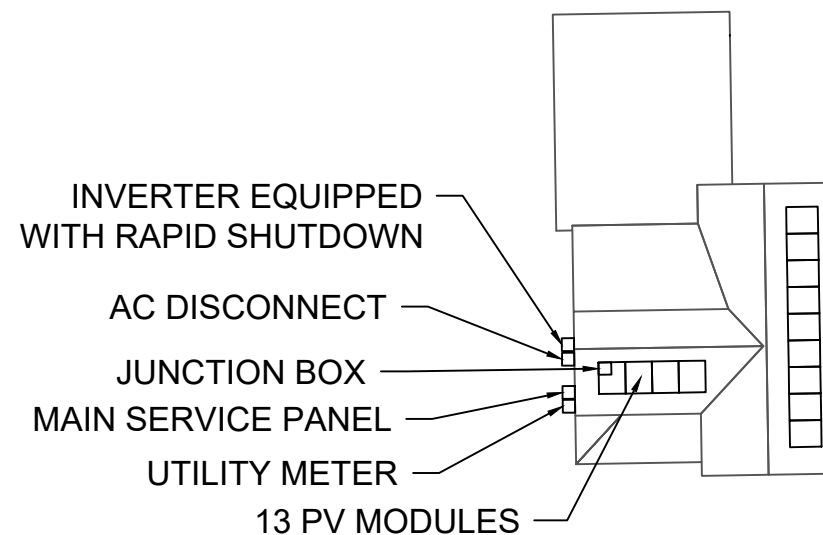 INVERTER EQUIPPED
WITH RAPID SHUTDOWN
AC DISCONNECT
JUNCTION BOX
MAIN SERVICE PANEL
UTILITY METER
13 PV MODULES